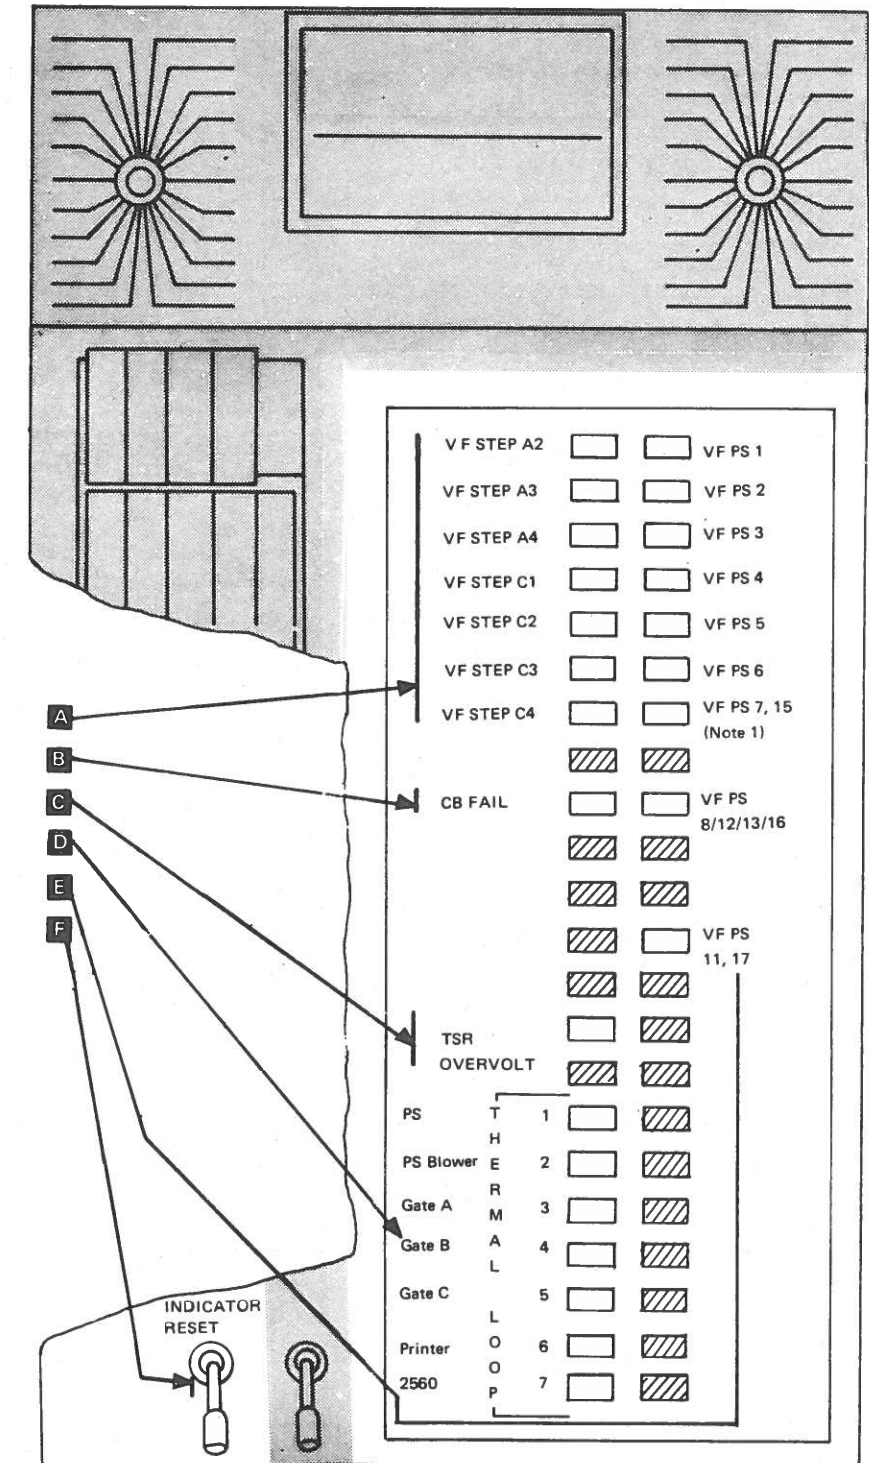 VF STEP A2 VF PS 1
VF STEP A3 VF PS 2
VF STEP A4 VF PS 3
VF STEP C1 VF PS 4
VF STEP C2 VF PS 5
VF STEP C3 VF PS 6
VF STEP C4 VF PS 7, 15
(Note 1)
A
B
C
D
E
F
CB FAIL VF PS
8/12/13/16
VF PS
11, 17
TSR
OVERVOLT
THERMAL LOOP
PS 1
PS Blower 2
Gate A 3
Gate B 4
Gate C 5
Printer 6
2560 7
INDICATOR
RESET